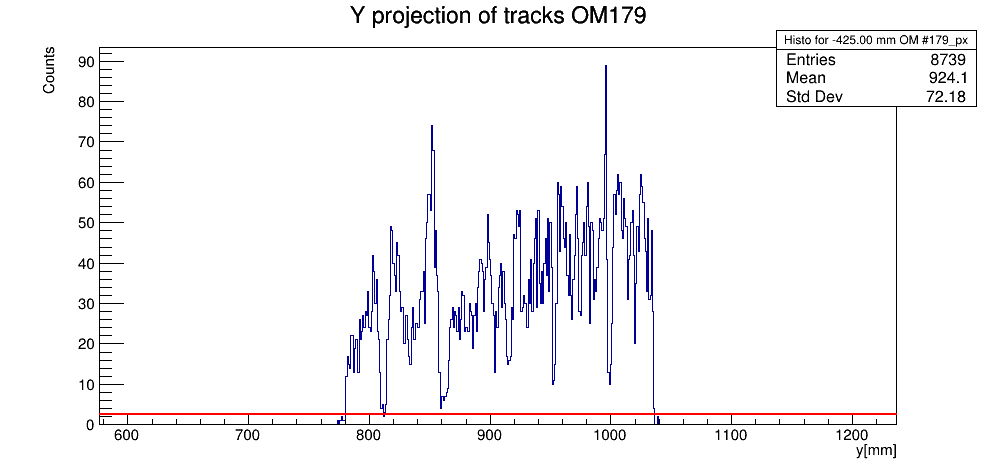 Y projection of tracks OM179
Histo for -425.00 mm OM #179_px
Entries 8739
Mean 924.1
Std Dev 72.18
Counts
90
80
70
60
50
40
30
20
10
0
600 700 800 900 1000 1100 1200
y[mm]